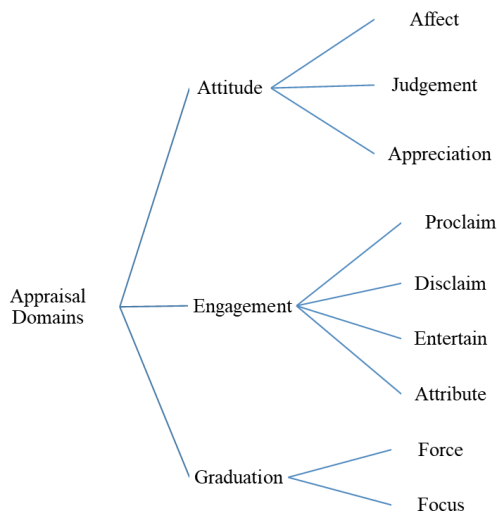 Affect
Attitude
Judgement
Appreciation
Proclaim
Disclaim
Appraisal
Domains
Engagement
Entertain
Attribute
Force
Graduation
Focus